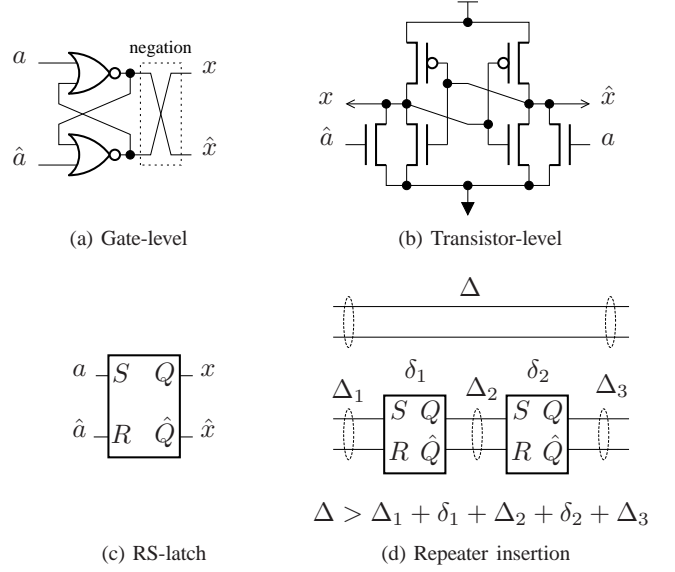 negation
a
x
â
x̂
(a) Gate-level
x
x̂
â
a
(b) Transistor-level
a
S
Q
x
â
R
Q̂
x̂
(c) RS-latch
Δ
δ₁
δ₂
Δ₁
Δ₂
Δ₃
S Q
S Q
R Q̂
R Q̂
Δ > Δ₁ + δ₁ + Δ₂ + δ₂ + Δ₃
(d) Repeater insertion